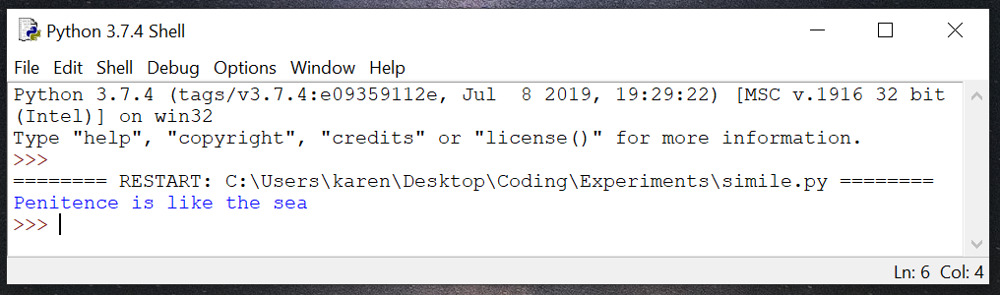 Python 3.7.4 Shell
File Edit Shell Debug Options Window Help
Python 3.7.4 (tags/v3.7.4:e09359112e, Jul  8 2019, 19:29:22) [MSC v.1916 32 bit
(Intel)] on win32
Type "help", "copyright", "credits" or "license()" for more information.
>>>
======== RESTART: C:\Users\karen\Desktop\Coding\Experiments\simile.py ========
Penitence is like the sea
>>>
Ln: 6 Col: 4